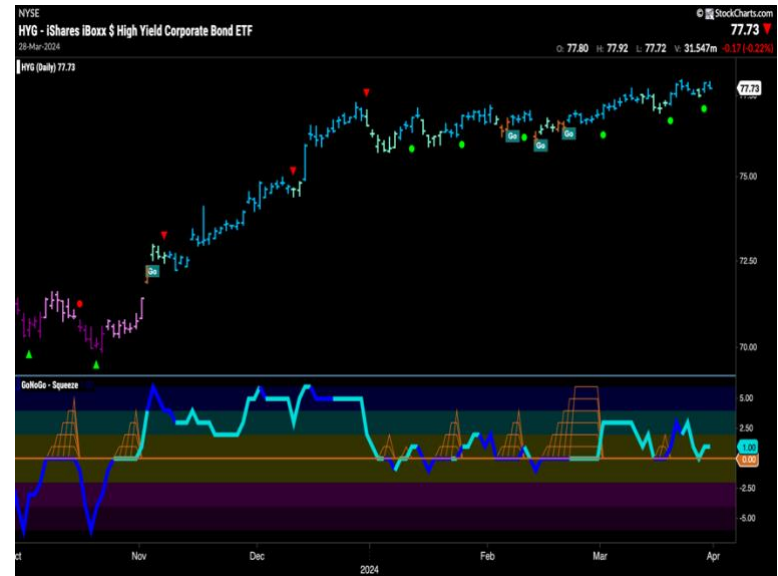 NYSE
© StockCharts.com
HYG - iShares iBoxx $ High Yield Corporate Bond ETF
77.73
28-Mar-2024
O: 77.80 H: 77.92 L: 77.72 V: 31.547m -0.17 (-0.22%)
HYG (Daily) 77.73
77.73
75.00
Go
Go
Go
72.50
Go
70.00
GoNoGo - Squeeze
5.00
2.50
1.00
0.00
-2.50
-5.00
Nov
Dec
2024
Feb
Mar
Apr